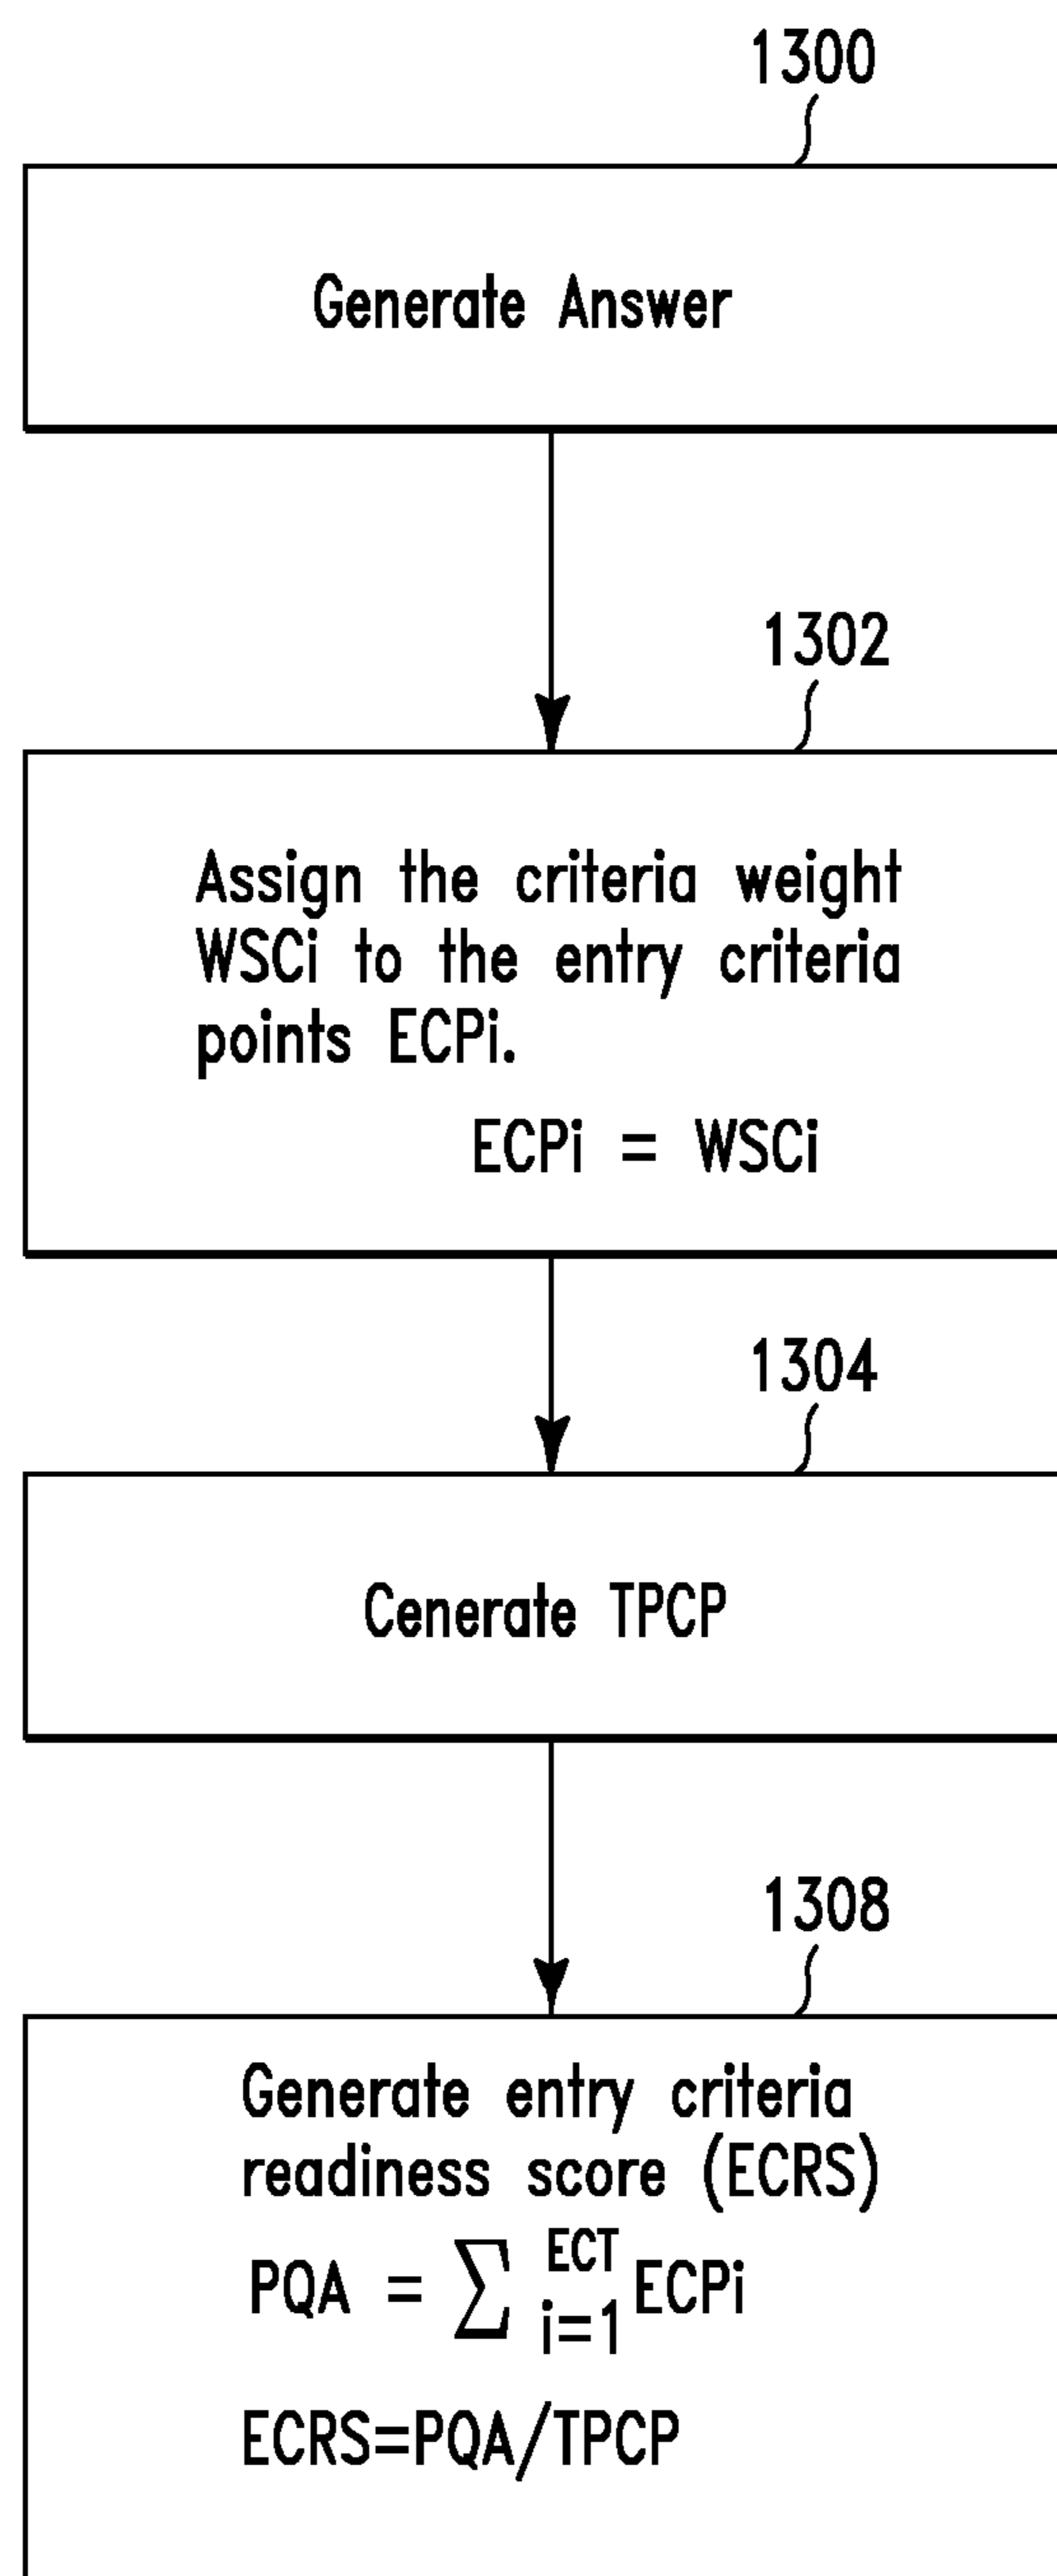 1300
Generate Answer
1302
Assign the criteria weight
WSCi to the entry criteria
points ECPi.
ECPi = WSCi
1304
Cenerate TPCP
1308
Generate entry criteria
readiness score (ECRS)
PQA = ∑ ECT i=1 ECPi
ECRS=PQA/TPCP